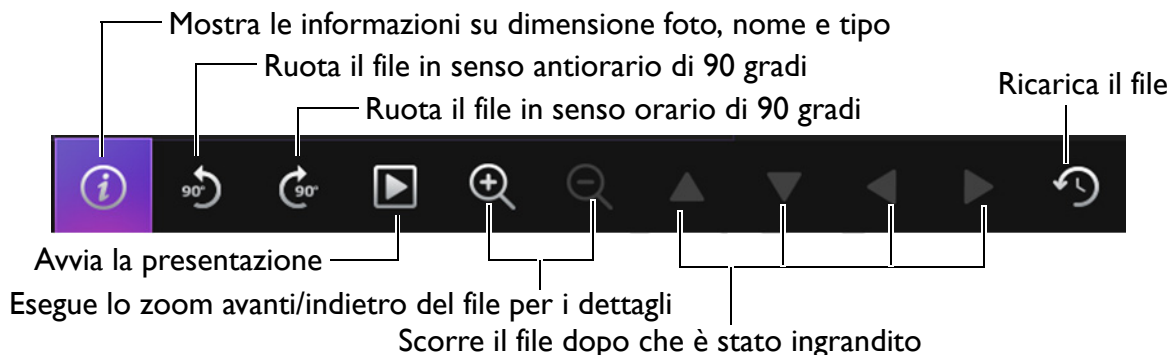 Mostra le informazioni su dimensione foto, nome e tipo
Ruota il file in senso antiorario di 90 gradi
Ruota il file in senso orario di 90 gradi
Ricarica il file
i
90°
90°
Avvia la presentazione
Esegue lo zoom avanti/indietro del file per i dettagli
Scorre il file dopo che è stato ingrandito